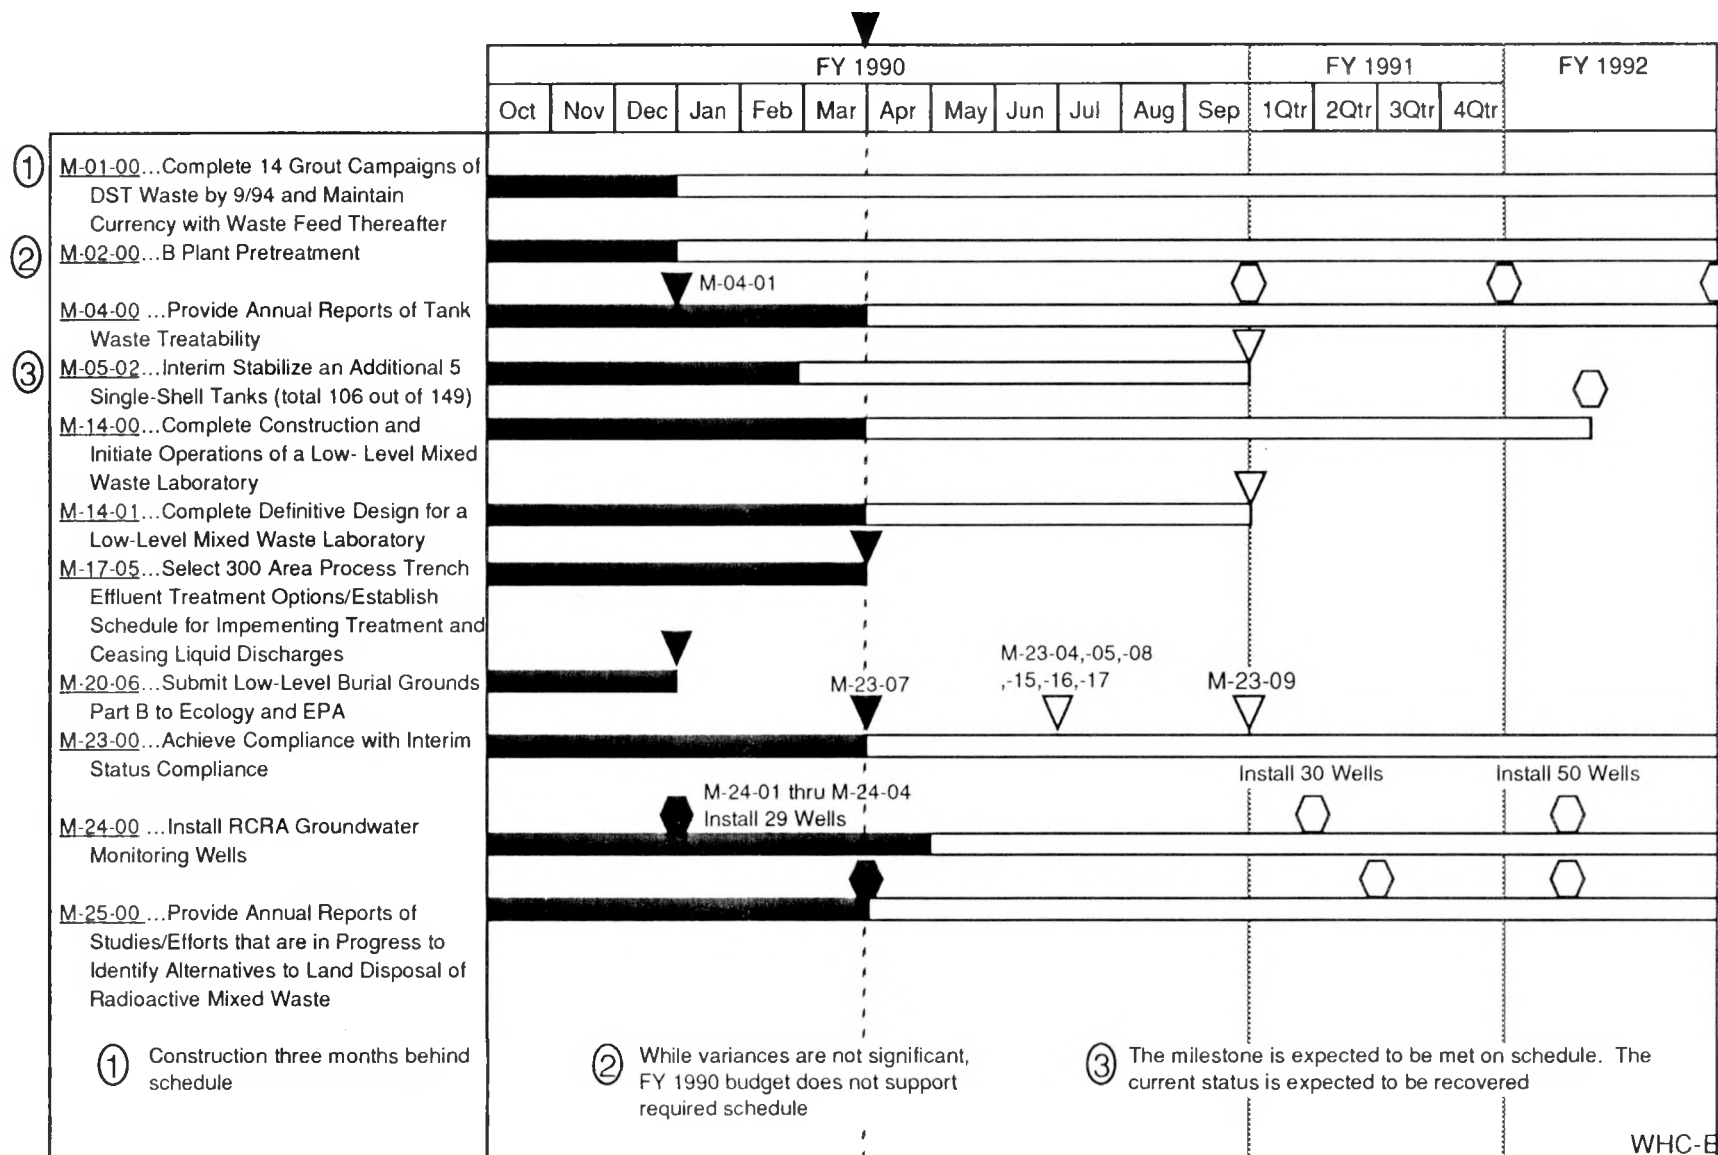 FY 1990 FY 1991 FY 1992
Oct Nov Dec Jan Feb Mar Apr May Jun Jul Aug Sep 1Qtr 2Qtr 3Qtr 4Qtr
1 M-01-00...Complete 14 Grout Campaigns of
DST Waste by 9/94 and Maintain
Currency with Waste Feed Thereafter
2 M-02-00...B Plant Pretreatment
M-04-01
M-04-00 ...Provide Annual Reports of Tank
Waste Treatability
3 M-05-02...Interim Stabilize an Additional 5
Single-Shell Tanks (total 106 out of 149)
M-14-00...Complete Construction and
Initiate Operations of a Low- Level Mixed
Waste Laboratory
M-14-01...Complete Definitive Design for a
Low-Level Mixed Waste Laboratory
M-17-05...Select 300 Area Process Trench
Effluent Treatment Options/Establish
Schedule for Impementing Treatment and
Ceasing Liquid Discharges
M-23-04,-05,-08
,-15,-16,-17
M-20-06...Submit Low-Level Burial Grounds
Part B to Ecology and EPA
M-23-07
M-23-09
M-23-00...Achieve Compliance with Interim
Status Compliance
Install 30 Wells
Install 50 Wells
M-24-01 thru M-24-04
Install 29 Wells
M-24-00 ...Install RCRA Groundwater
Monitoring Wells
M-25-00 ...Provide Annual Reports of
Studies/Efforts that are in Progress to
Identify Alternatives to Land Disposal of
Radioactive Mixed Waste
1 Construction three months behind
schedule
2 While variances are not significant,
FY 1990 budget does not support
required schedule
3 The milestone is expected to be met on schedule. The
current status is expected to be recovered
WHC-E